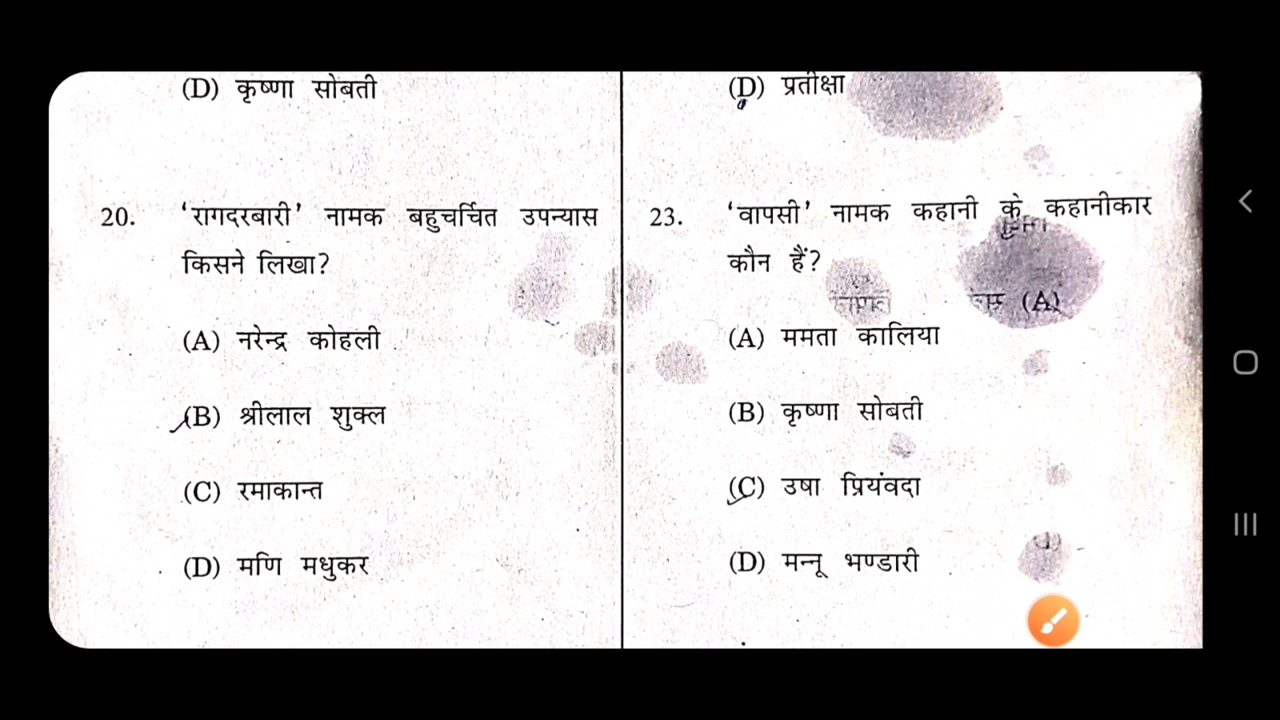 (D) कृष्णा सोबती
20. 'रागदरबारी' नामक बहुचर्चित उपन्यास
किसने लिखा?
(A) नरेन्द्र कोहली
(B) श्रीलाल शुक्ल
(C) रमाकान्त
(D) मणि मधुकर
(D) प्रतीक्षा
23. 'वापसी' नामक कहानी के कहानीकार
कौन हैं?
(A)
(A) ममता कालिया
(B) कृष्णा सोबती
(C) उषा प्रियंवदा
(D) मन्नू भण्डारी